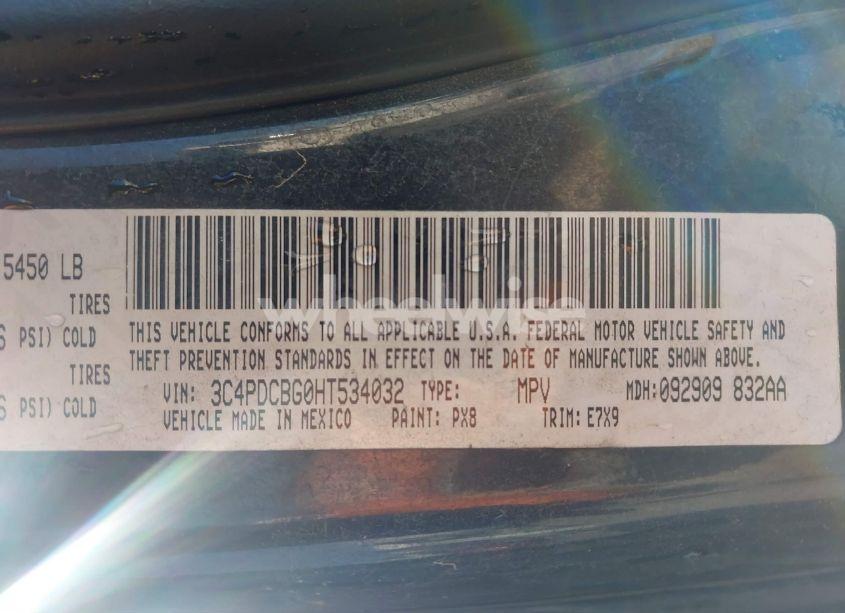 5450 LB
TIRES
PSI) COLD
TIRES
PSI) COLD
wheelwise
THIS VEHICLE CONFORMS TO ALL APPLICABLE U.S.A. FEDERAL MOTOR VEHICLE SAFETY AND
THEFT PREVENTION STANDARDS IN EFFECT ON THE DATE OF MANUFACTURE SHOWN ABOVE.
VIN: 3C4PDCBG0HT534032 TYPE: MPV MDH: 092909 832AA
VEHICLE MADE IN MEXICO PAINT: PX8 TRIM: E7X9